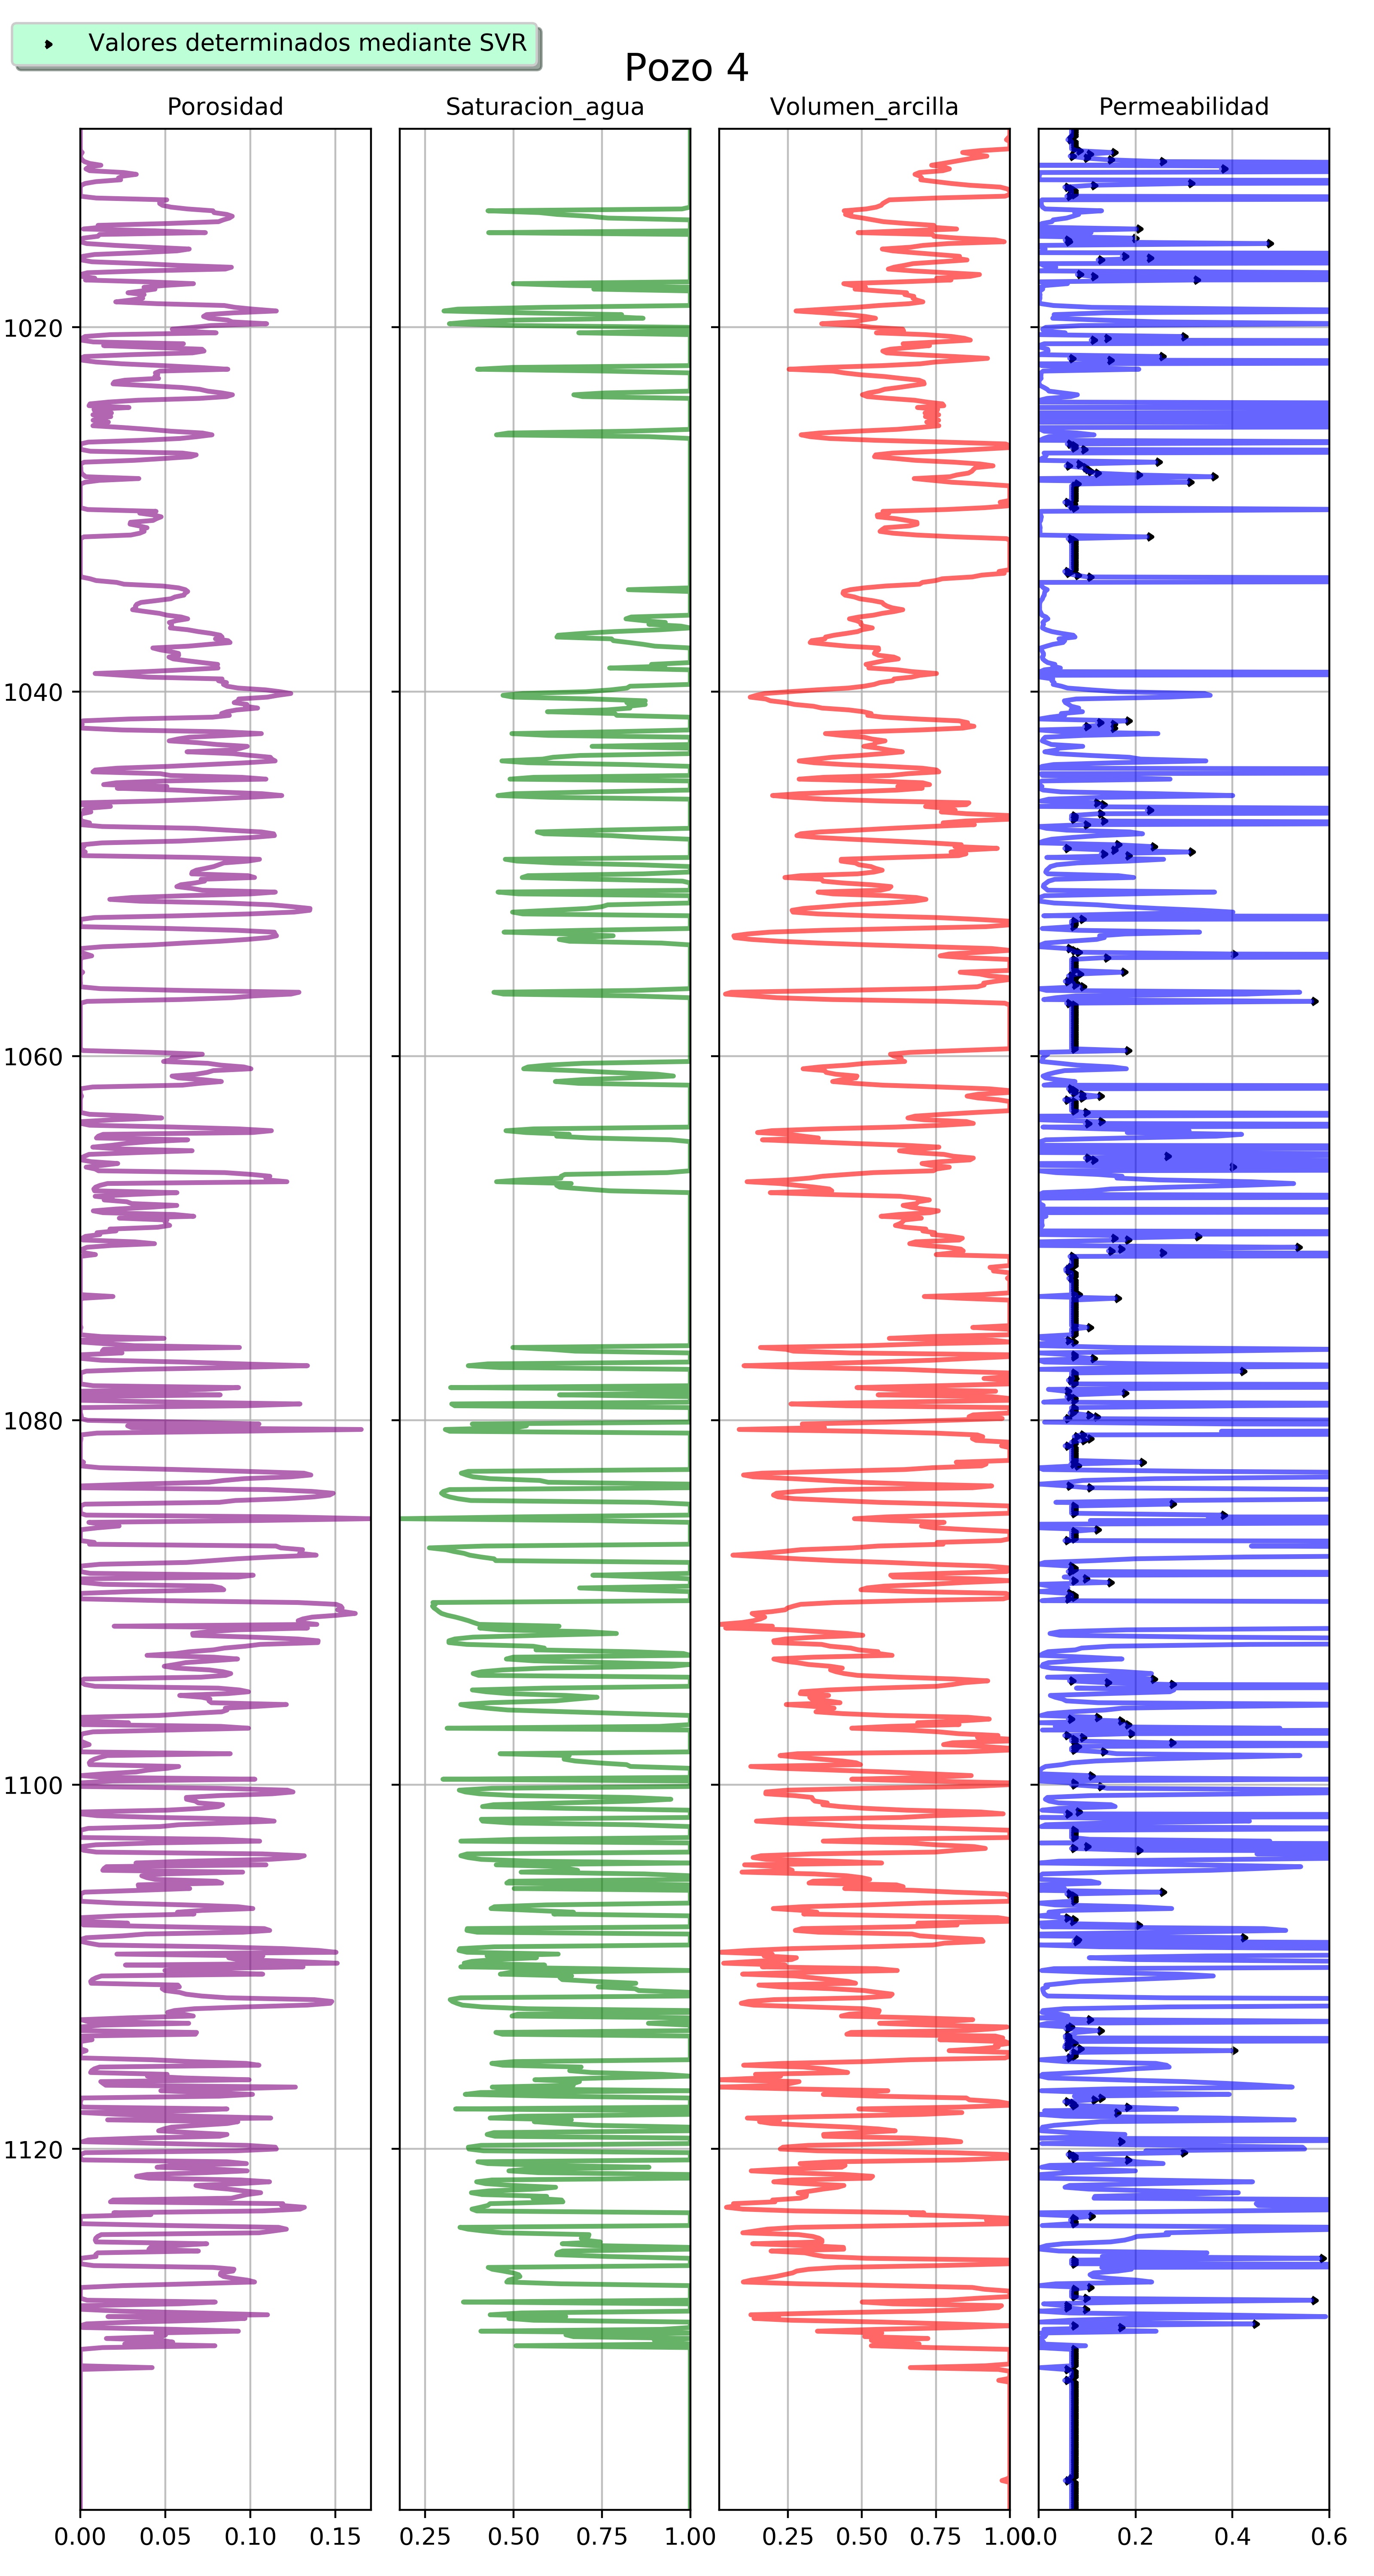 Valores determinados mediante SVR
Pozo 4
Porosidad Saturacion_agua Volumen_arcilla Permeabilidad
1020
1040
1060
1080
1100
1120
0.00 0.05 0.10 0.15 0.25 0.50 0.75 1.00 0.25 0.50 0.75 1.00 0.0 0.2 0.4 0.6